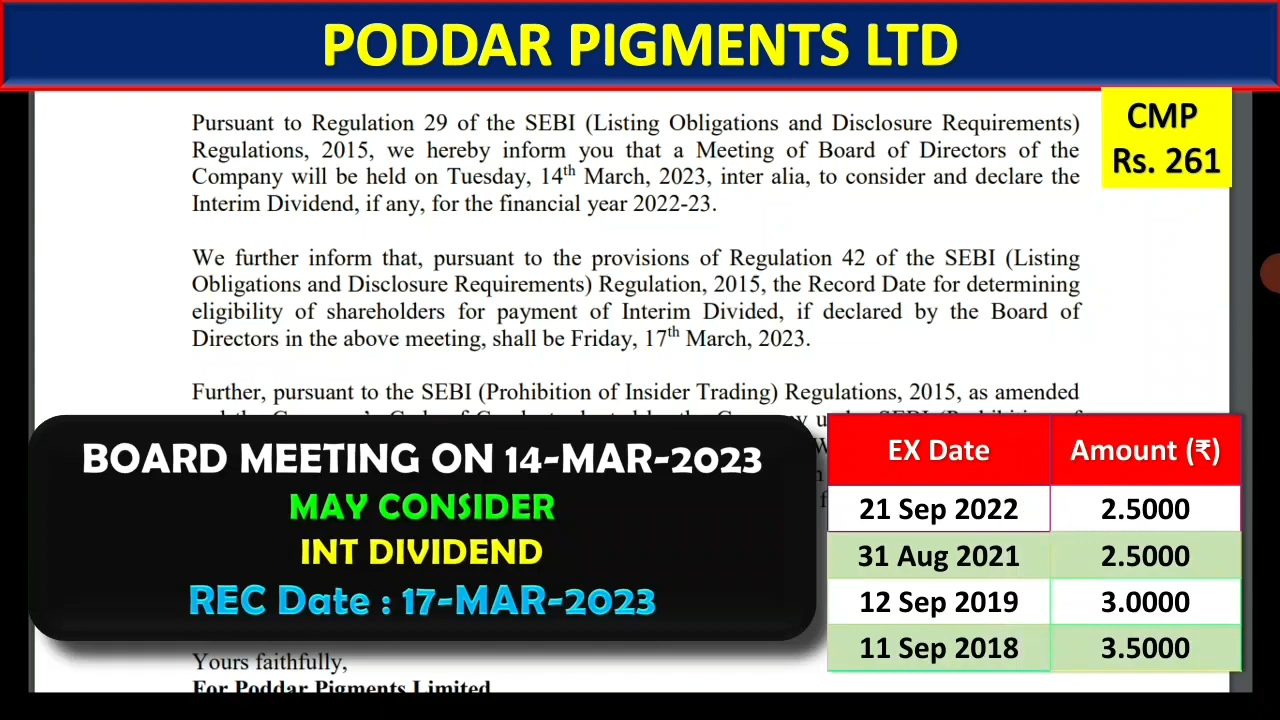 PODDAR PIGMENTS LTD
CMP
Rs. 261
Pursuant to Regulation 29 of the SEBI (Listing Obligations and Disclosure Requirements)
Regulations, 2015, we hereby inform you that a Meeting of Board of Directors of the
Company will be held on Tuesday, 14th March, 2023, inter alia, to consider and declare the
Interim Dividend, if any, for the financial year 2022-23.
We further inform that, pursuant to the provisions of Regulation 42 of the SEBI (Listing
Obligations and Disclosure Requirements) Regulation, 2015, the Record Date for determining
eligibility of shareholders for payment of Interim Divided, if declared by the Board of
Directors in the above meeting, shall be Friday, 17th March, 2023.
Further, pursuant to the SEBI (Prohibition of Insider Trading) Regulations, 2015, as amended
BOARD MEETING ON 14-MAR-2023
MAY CONSIDER
INT DIVIDEND
REC Date : 17-MAR-2023
EX Date Amount (₹)
21 Sep 2022 2.5000
31 Aug 2021 2.5000
12 Sep 2019 3.0000
11 Sep 2018 3.5000
Yours faithfully,
For Poddar Pigments Limited